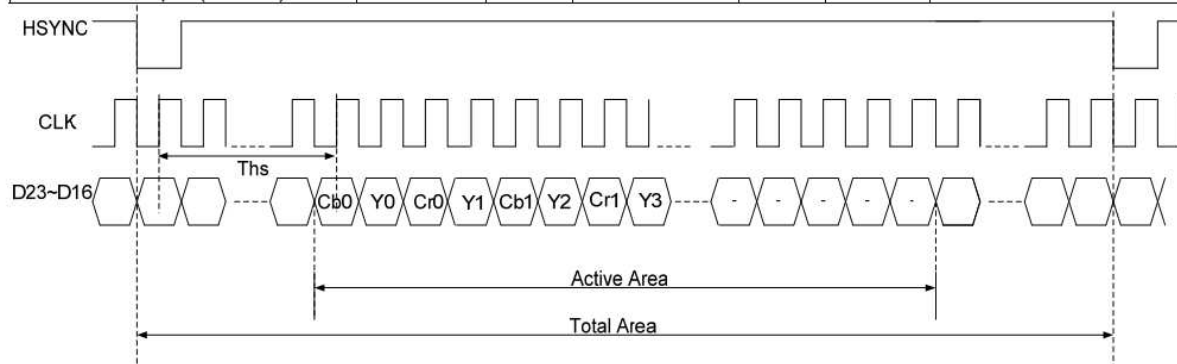 HSYNC
CLK
Ths
D23~D16 Cb0 Y0 Cr0 Y1 Cb1 Y2 Cr1 Y3 - - - - -
Active Area
Total Area